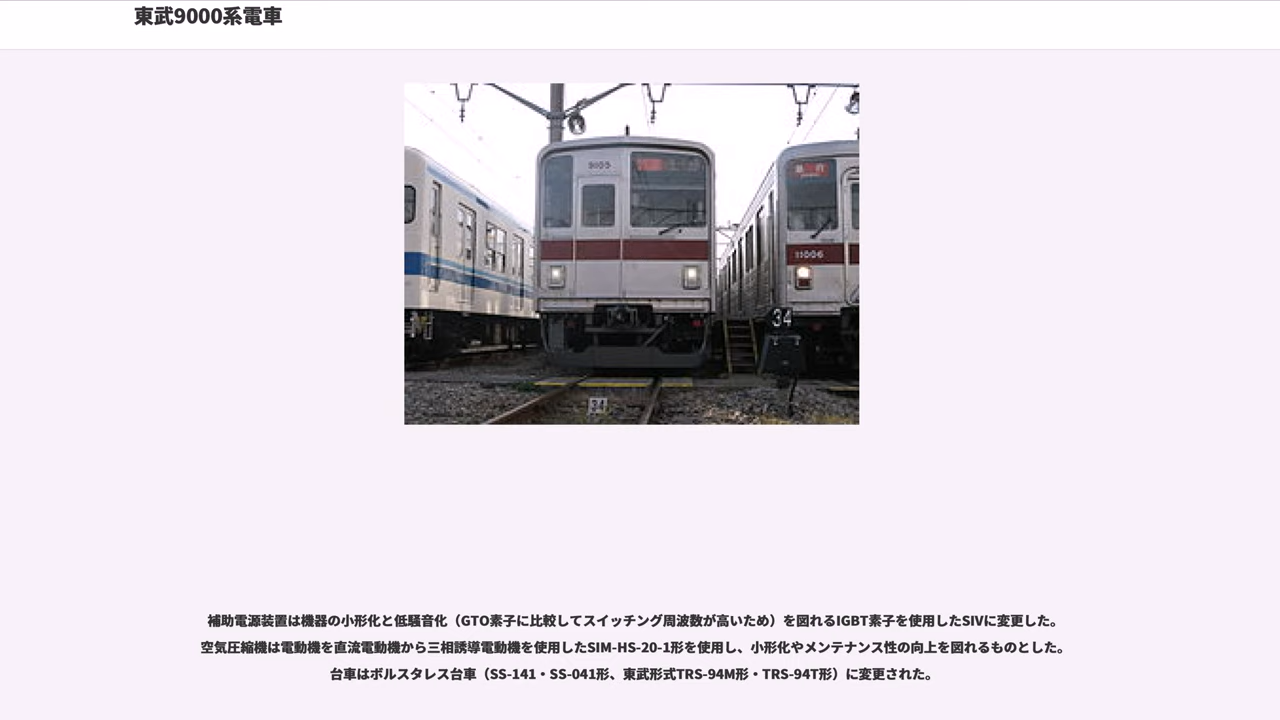 東武9000系電車
9105
急行
11006
34
34
補助電源装置は機器の小形化と低騒音化（GTO素子に比較してスイッチング周波数が高いため）を図れるIGBT素子を使用したSIVに変更した。
空気圧縮機は電動機を直流電動機から三相誘導電動機を使用したSIM-HS-20-1形を使用し、小形化やメンテナンス性の向上を図れるものとした。
台車はボルスタレス台車（SS-141・SS-041形、東武形式TRS-94M形・TRS-94T形）に変更された。